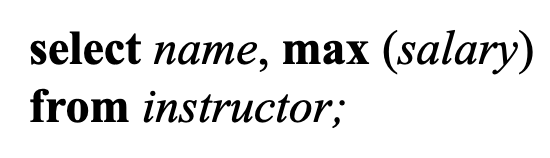 select name, max (salary)
from instructor;